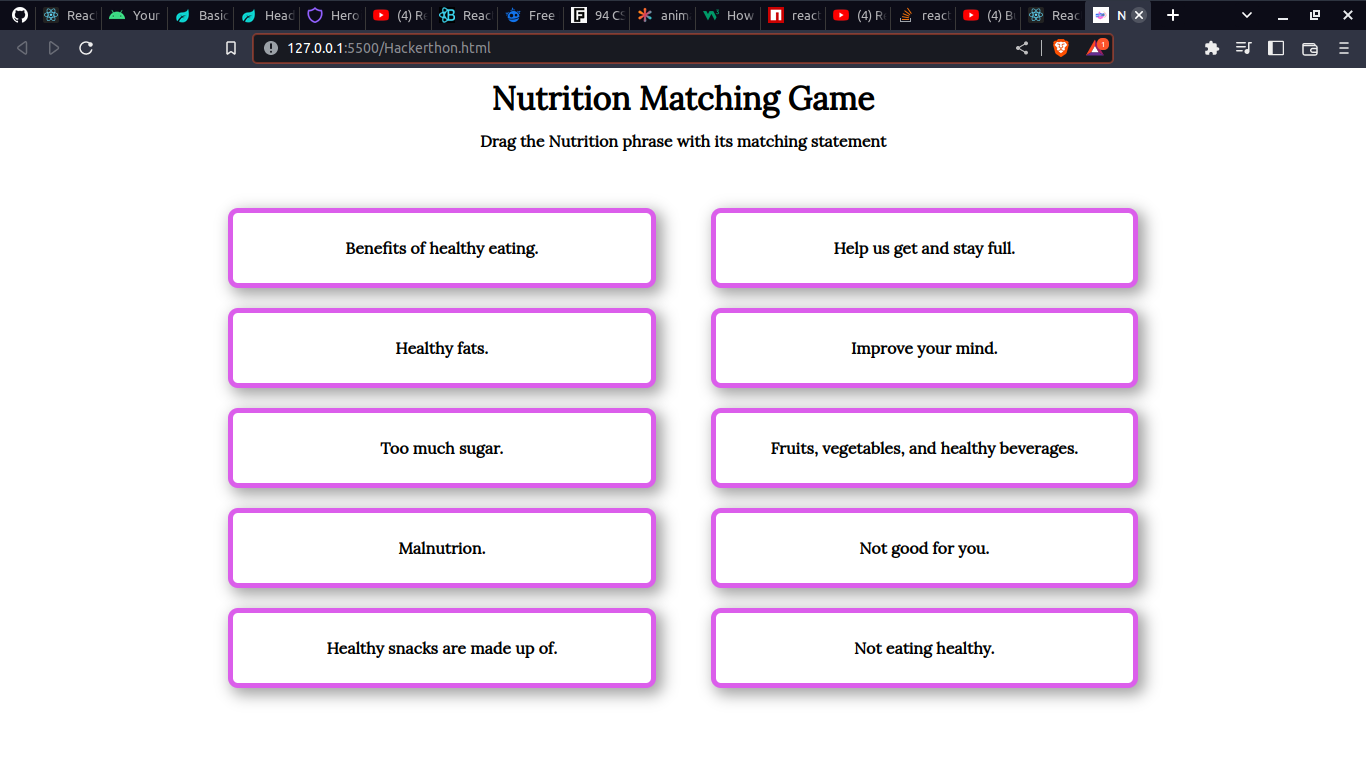 Reac
Your
Basic
Head
Hero
(4) Re
Reac
Free
94 CS
anim
How
react
(4) Re
react
(4) Bu
Reac
N
127.0.0.1:5500/Hackerthon.html
1
Nutrition Matching Game
Drag the Nutrition phrase with its matching statement
Benefits of healthy eating.
Help us get and stay full.
Healthy fats.
Improve your mind.
Too much sugar.
Fruits, vegetables, and healthy beverages.
Malnutrion.
Not good for you.
Healthy snacks are made up of.
Not eating healthy.